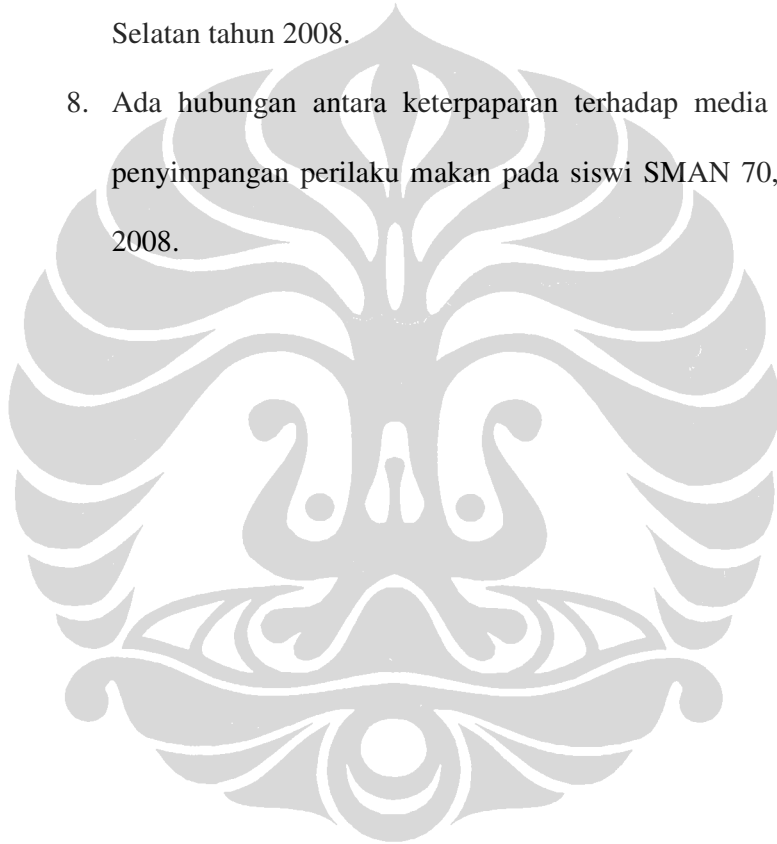 Selatan tahun 2008.
8. Ada hubungan antara keterpaparan terhadap media
penyimpangan perilaku makan pada siswi SMAN 70,
2008.